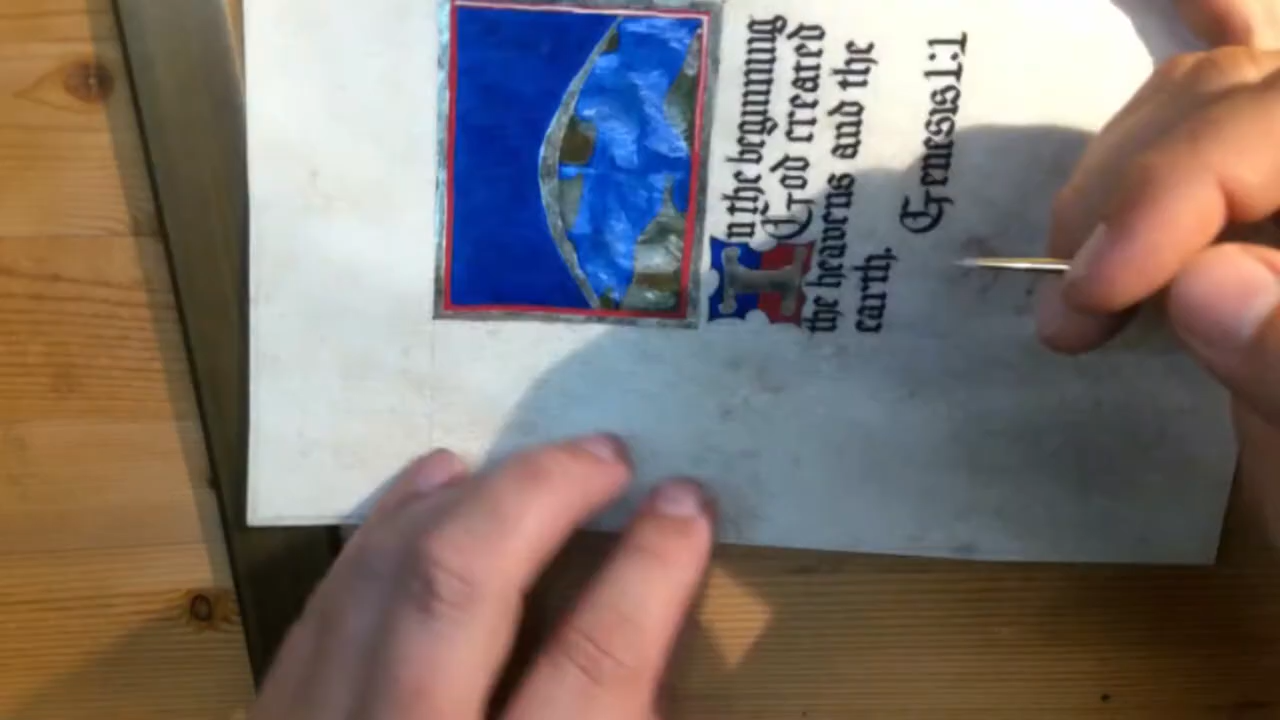 In the beginning
God created
the heavens and the
earth.
Genesis 1:1